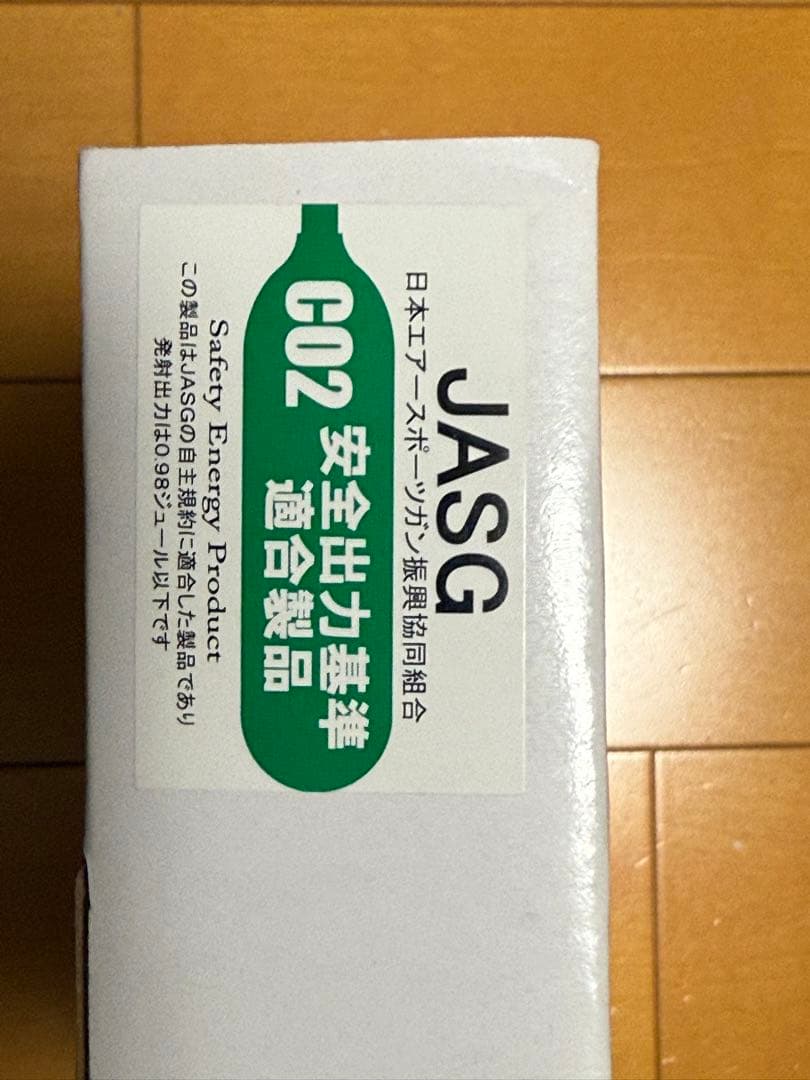 JASG
日本エアースポーツガン振興協同組合
CO2 安全出力基準
適合製品
Safety Energy Product
この製品はJASGの自主規約に適合した製品であり
発射出力は0.98ジュール以下です